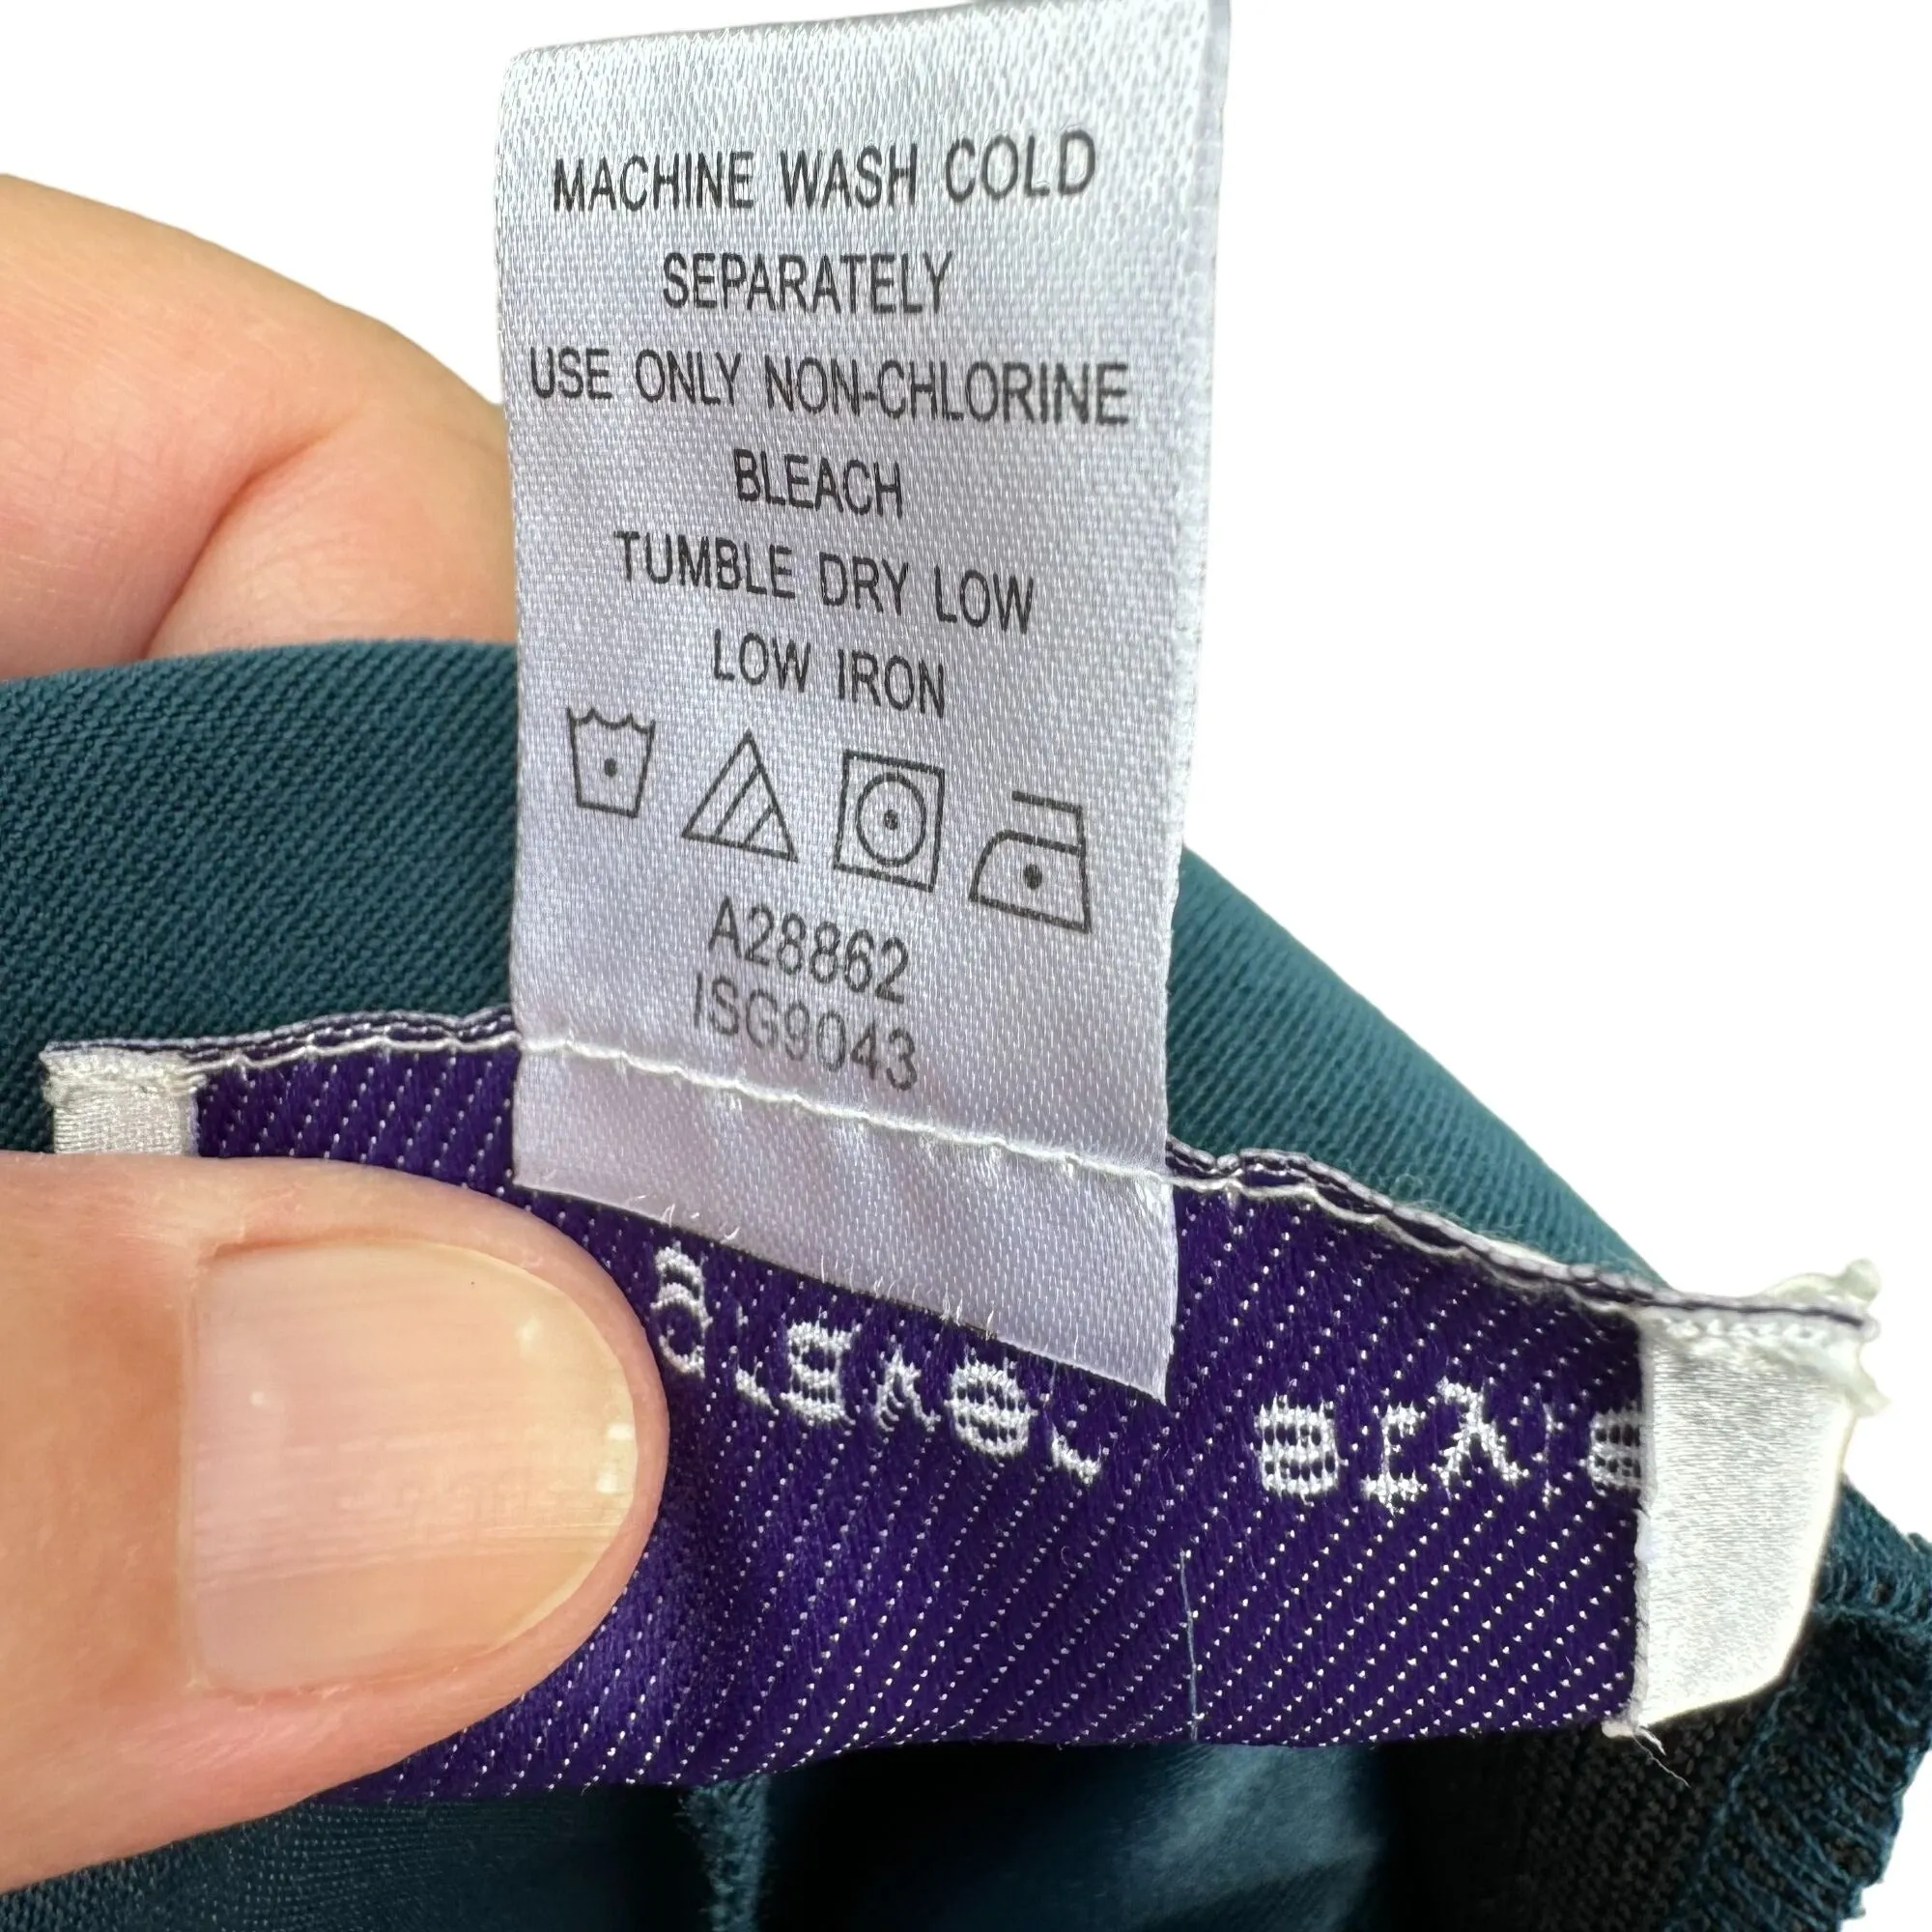 MACHINE WASH COLD
SEPARATELY
USE ONLY NON-CHLORINE
BLEACH
TUMBLE DRY LOW
LOW IRON
A28862
ISG9043